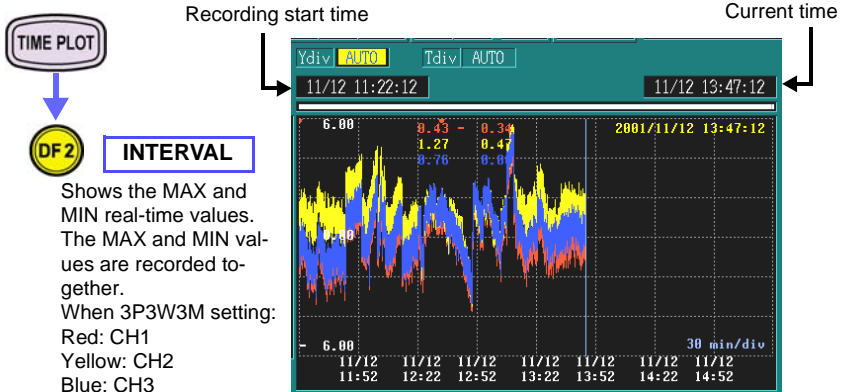 Recording start time
Current time
TIME PLOT
Ydiv AUTO Tdiv AUTO
11/12 11:22:12
11/12 13:47:12
DF 2
INTERVAL
Shows the MAX and
MIN real-time values.
The MAX and MIN val-
ues are recorded to-
gether.
When 3P3W3M setting:
Red: CH1
Yellow: CH2
Blue: CH3
6.00
0.43 - 0.34
2001/11/12 13:47:12
1.27 0.47
0.76
0.00
- 6.00
30 min/div
11/12 11/12 11/12 11/12 11/12 11/12 11/12
11:52 12:22 12:52 13:22 13:52 14:22 14:52